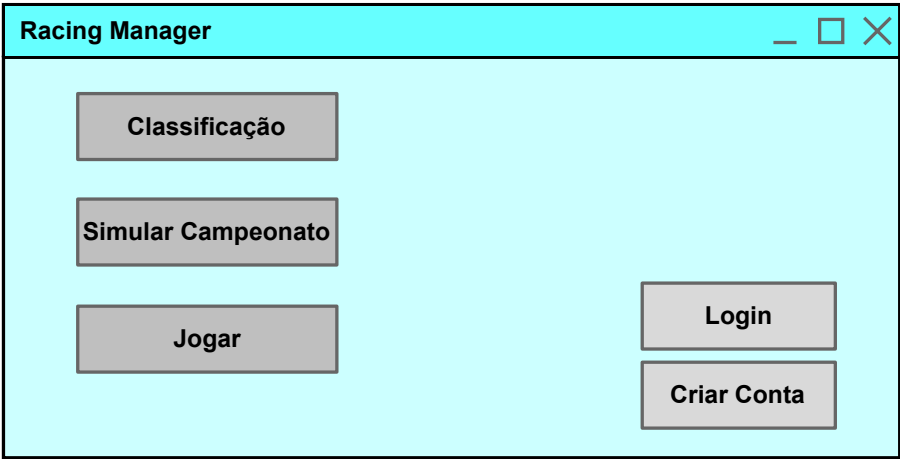 Racing Manager
Classificação
Simular Campeonato
Jogar
Login
Criar Conta